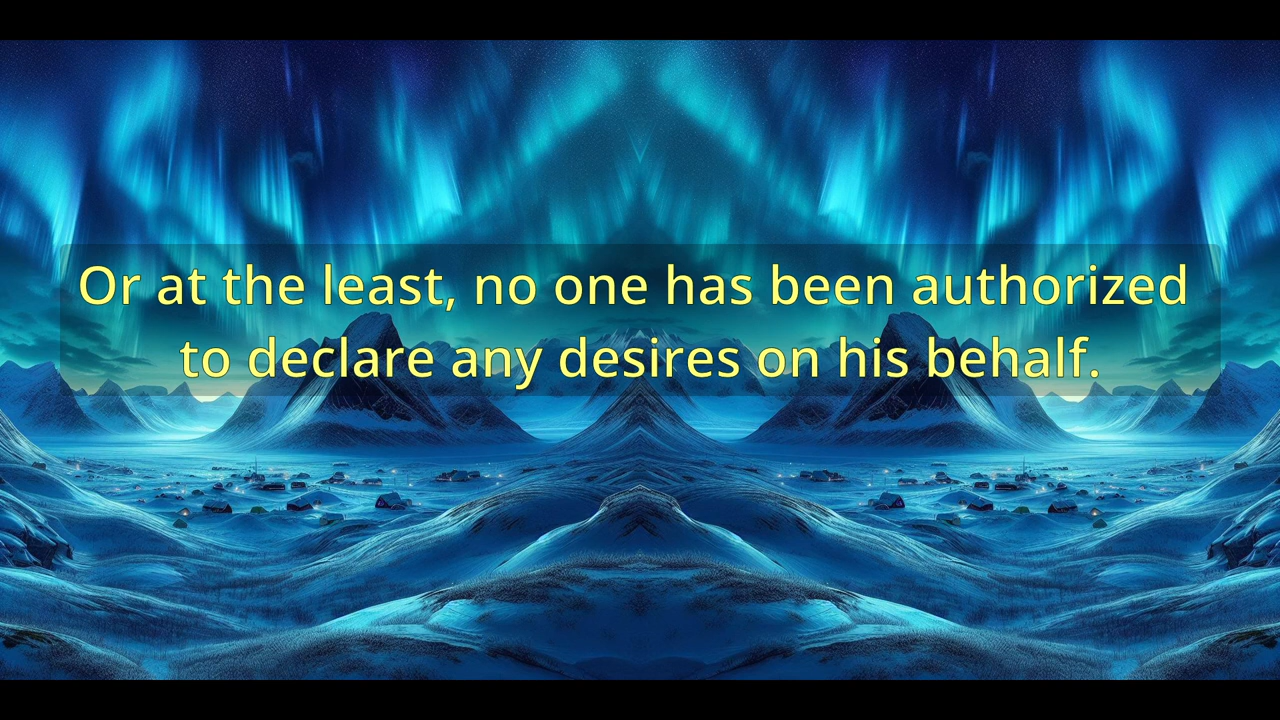 Or at the least, no one has been authorized
to declare any desires on his behalf.